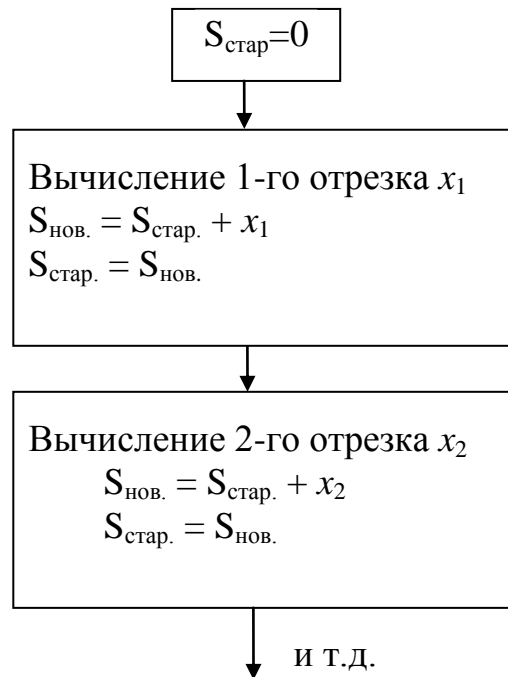 Sстар=0
Вычисление 1-го отрезка x1
Sнов. = Sстар. + x1
Sстар. = Sнов.
Вычисление 2-го отрезка x2
Sнов. = Sстар. + x2
Sстар. = Sнов.
и т.д.